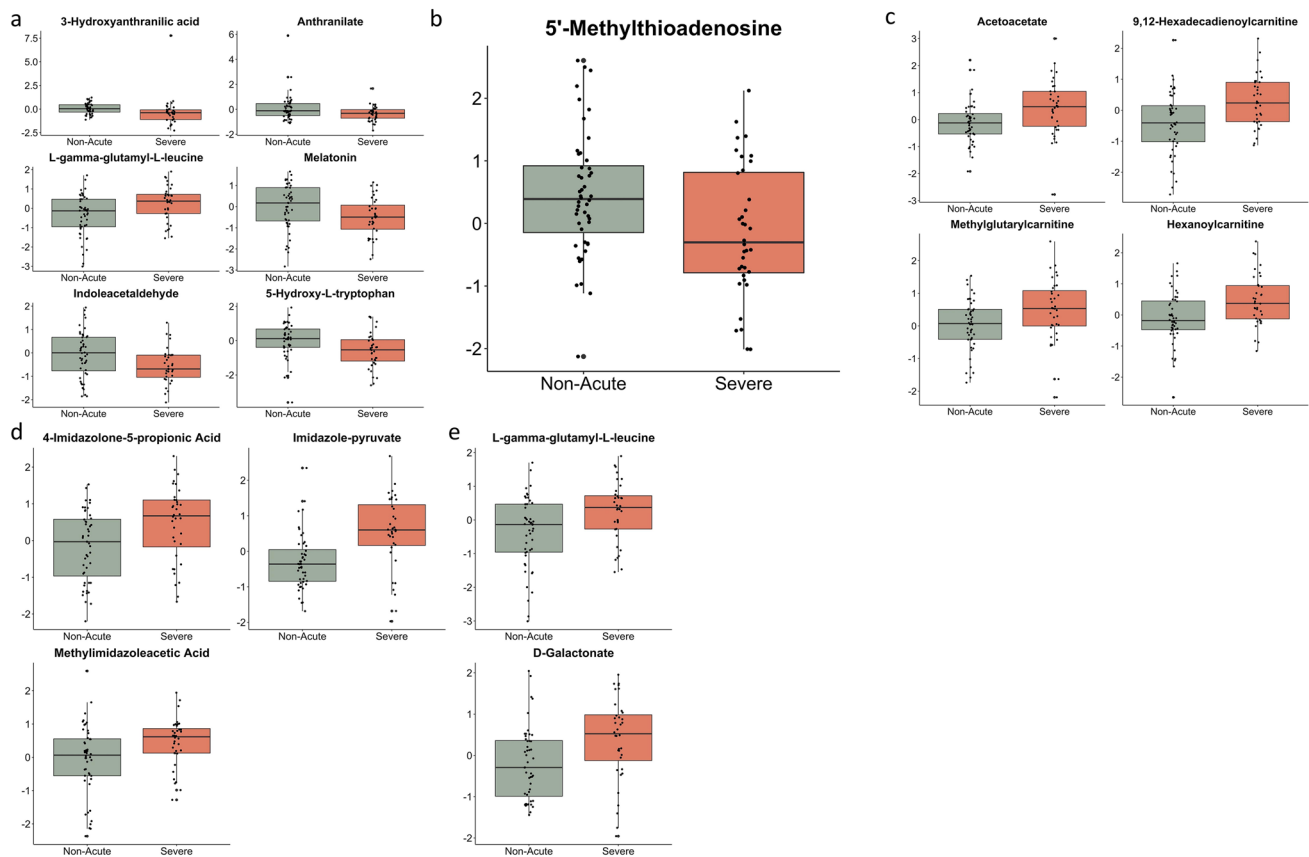 a
3-Hydroxyanthranilic acid
7.5
5.0
2.5
0.0
-2.5
Non-Acute Severe
Anthranilate
6
4
2
0
-2
Non-Acute Severe
L-gamma-glutamyl-L-leucine
2
1
0
-1
-2
-3
Non-Acute Severe
Melatonin
2
1
0
-1
-2
-3
Non-Acute Severe
Indoleacetaldehyde
2
1
0
-1
-2
Non-Acute Severe
5-Hydroxy-L-tryptophan
2
0
-2
Non-Acute Severe
b
5'-Methylthioadenosine
2
1
0
-1
-2
Non-Acute Severe
c
Acetoacetate
3
2
1
0
-1
-2
-3
Non-Acute Severe
9,12-Hexadecadienoylcarnitine
2
1
0
-1
-2
-3
Non-Acute Severe
Methylglutarylcarnitine
2
1
0
-1
-2
Non-Acute Severe
Hexanoylcarnitine
2
1
0
-1
-2
Non-Acute Severe
d
4-Imidazolone-5-propionic Acid
2
1
0
-1
-2
Non-Acute Severe
Imidazole-pyruvate
2
1
0
-1
-2
Non-Acute Severe
Methylimidazoleacetic Acid
2
1
0
-1
-2
Non-Acute Severe
e
L-gamma-glutamyl-L-leucine
2
1
0
-1
-2
-3
Non-Acute Severe
D-Galactonate
2
1
0
-1
-2
Non-Acute Severe